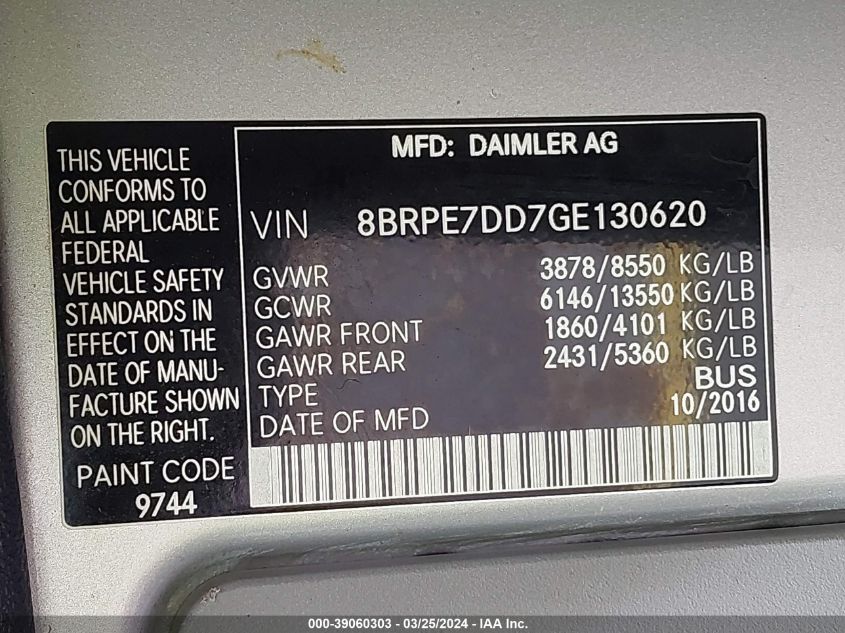 THIS VEHICLE
CONFORMS TO
ALL APPLICABLE
FEDERAL
VEHICLE SAFETY
STANDARDS IN
EFFECT ON THE
DATE OF MANU-
FACTURE SHOWN
ON THE RIGHT.
PAINT CODE
9744
MFD: DAIMLER AG
VIN 8BRPE7DD7GE130620
GVWR 3878/8550 KG/LB
GCWR 6146/13550 KG/LB
GAWR FRONT 1860/4101 KG/LB
GAWR REAR 2431/5360 KG/LB
TYPE BUS
DATE OF MFD 10/2016
000-39060303 - 03/25/2024 - IAA Inc.